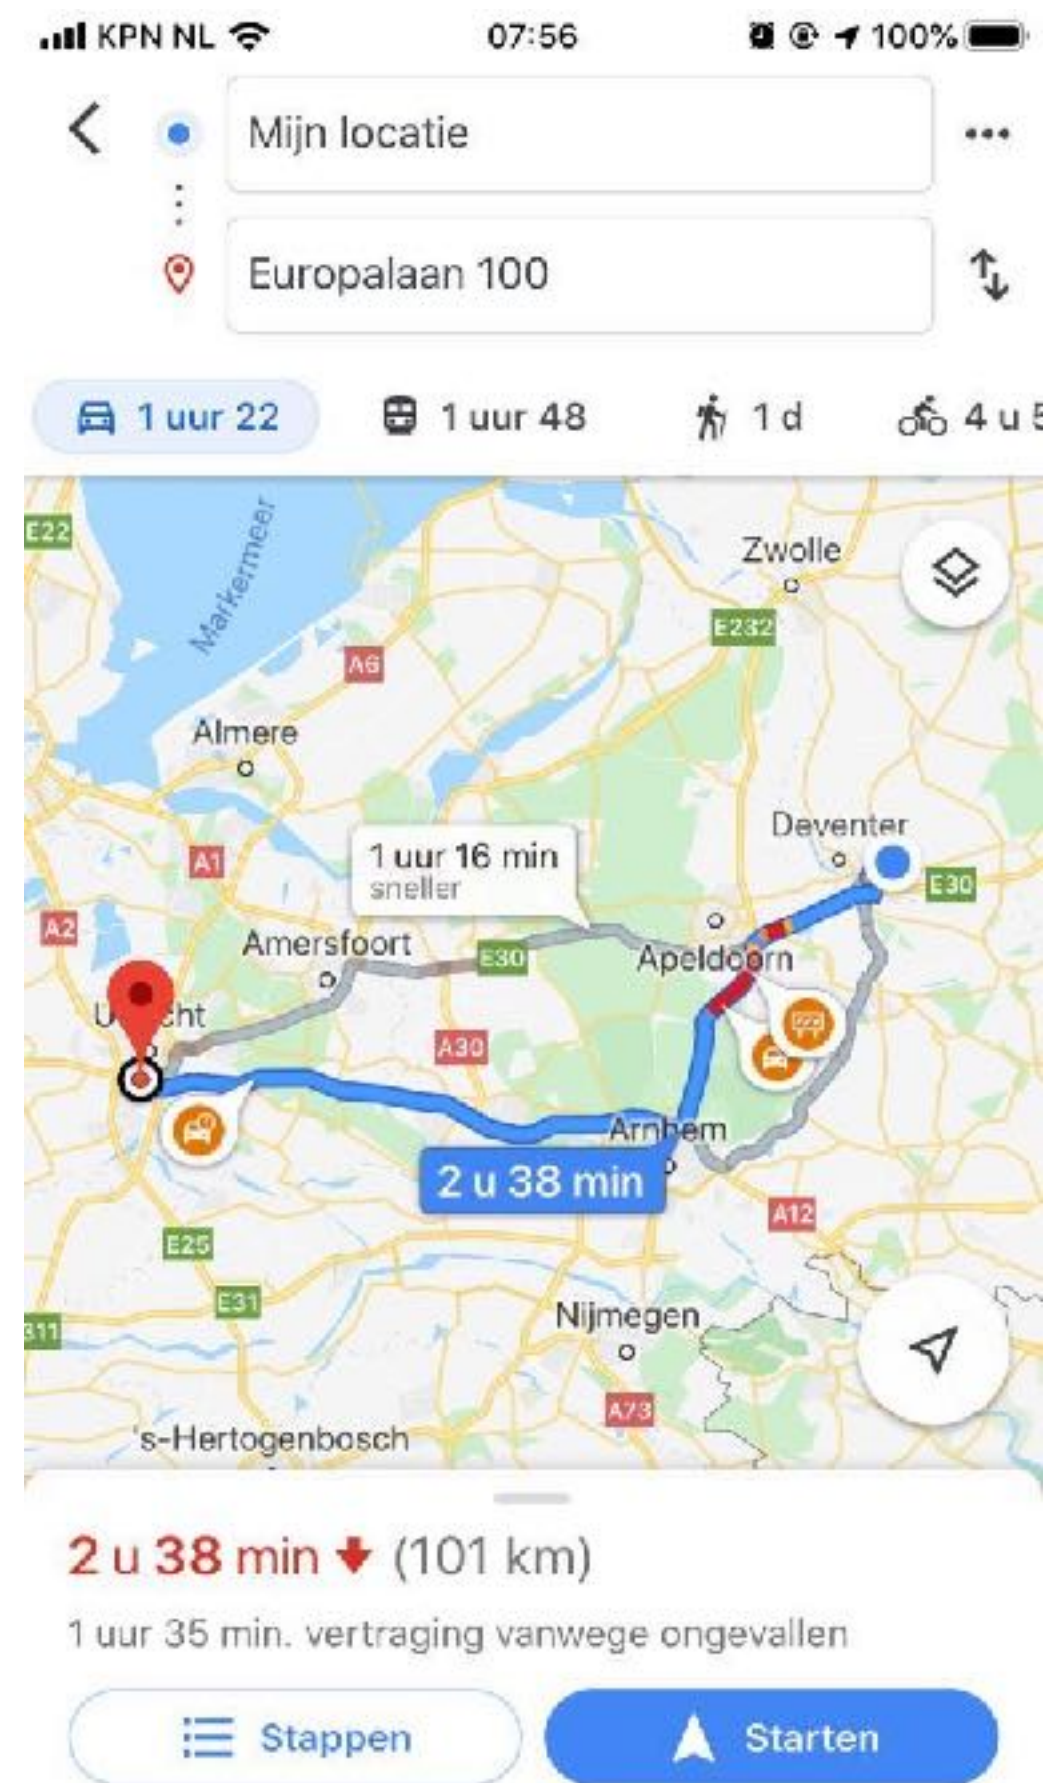 KPN NL 07:56 100%
Mijn locatie
Europalaan 100
1 uur 22 1 uur 48 1 d 4 u 5
Markermeer
E22
Zwolle
E232
A6
Almere
Deventer
A1
1 uur 16 min
sneller
E30
A2
Amersfoort
E30
Apeldoorn
A30
Arnhem
2 u 38 min
A12
E25
E31
311
Nijmegen
A73
's-Hertogenbosch
2 u 38 min (101 km)
1 uur 35 min. vertraging vanwege ongevallen
Stappen Starten